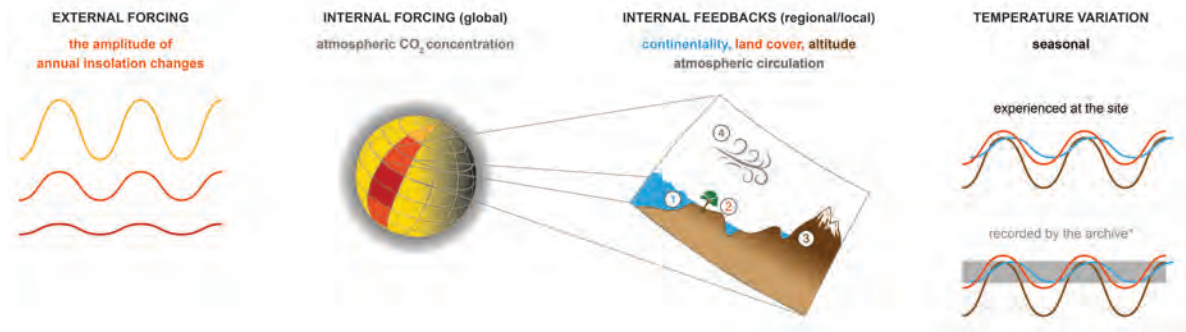 EXTERNAL FORCING
the amplitude of
annual insolation changes
INTERNAL FORCING (global)
atmospheric CO₂ concentration
INTERNAL FEEDBACKS (regional/local)
continentality, land cover, altitude
atmospheric circulation
4
1
2
3
TEMPERATURE VARIATION
seasonal
experienced at the site
recorded by the archive*